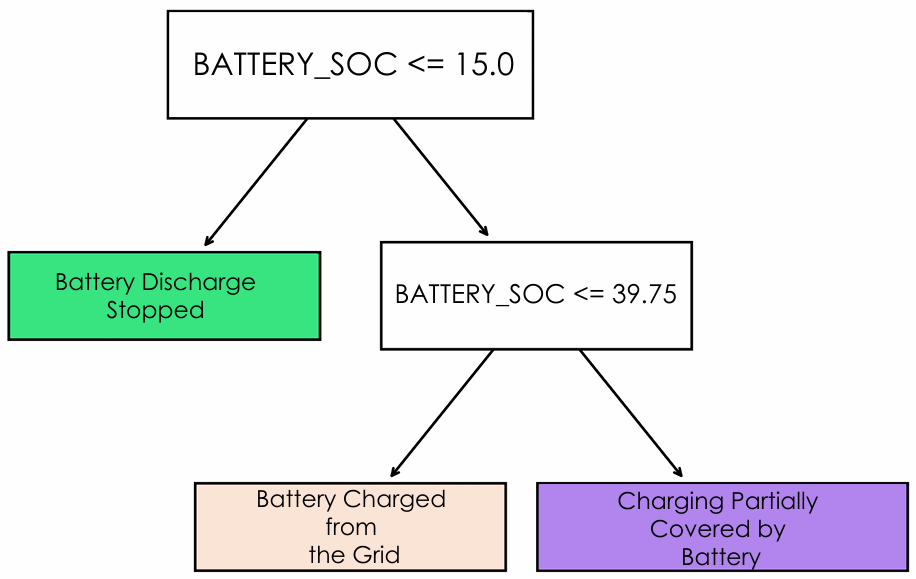 BATTERY_SOC <= 15.0
Battery Discharge
Stopped
BATTERY_SOC <= 39.75
Battery Charged
from
the Grid
Charging Partially
Covered by
Battery